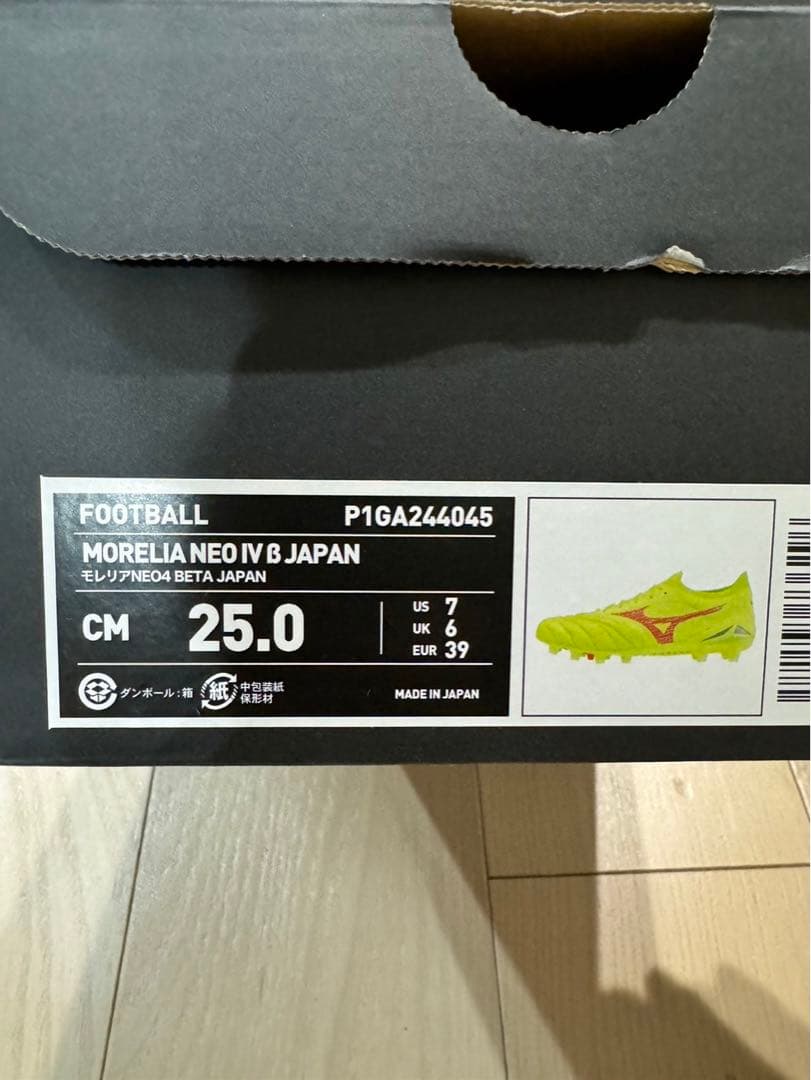 FOOTBALL P1GA244045
MORELIA NEO IV β JAPAN
モレリアNEO4 BETA JAPAN
CM 25.0
US 7
UK 6
EUR 39
ダンボール:箱 紙 中包装紙
保形材
MADE IN JAPAN